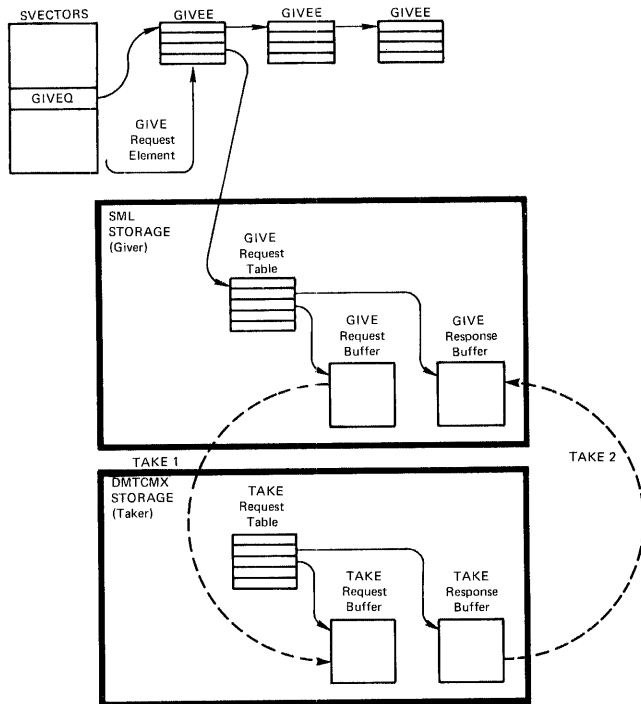 SVECTORS
GIVEE
GIVEE
GIVEE
GIVEQ
GIVE
Request
Element
SML
STORAGE
(Giver)
GIVE
Request
Table
GIVE
Request
Buffer
GIVE
Response
Buffer
TAKE 1
TAKE 2
DMTCMX
STORAGE
(Taker)
TAKE
Request
Table
TAKE
Request
Buffer
TAKE
Response
Buffer